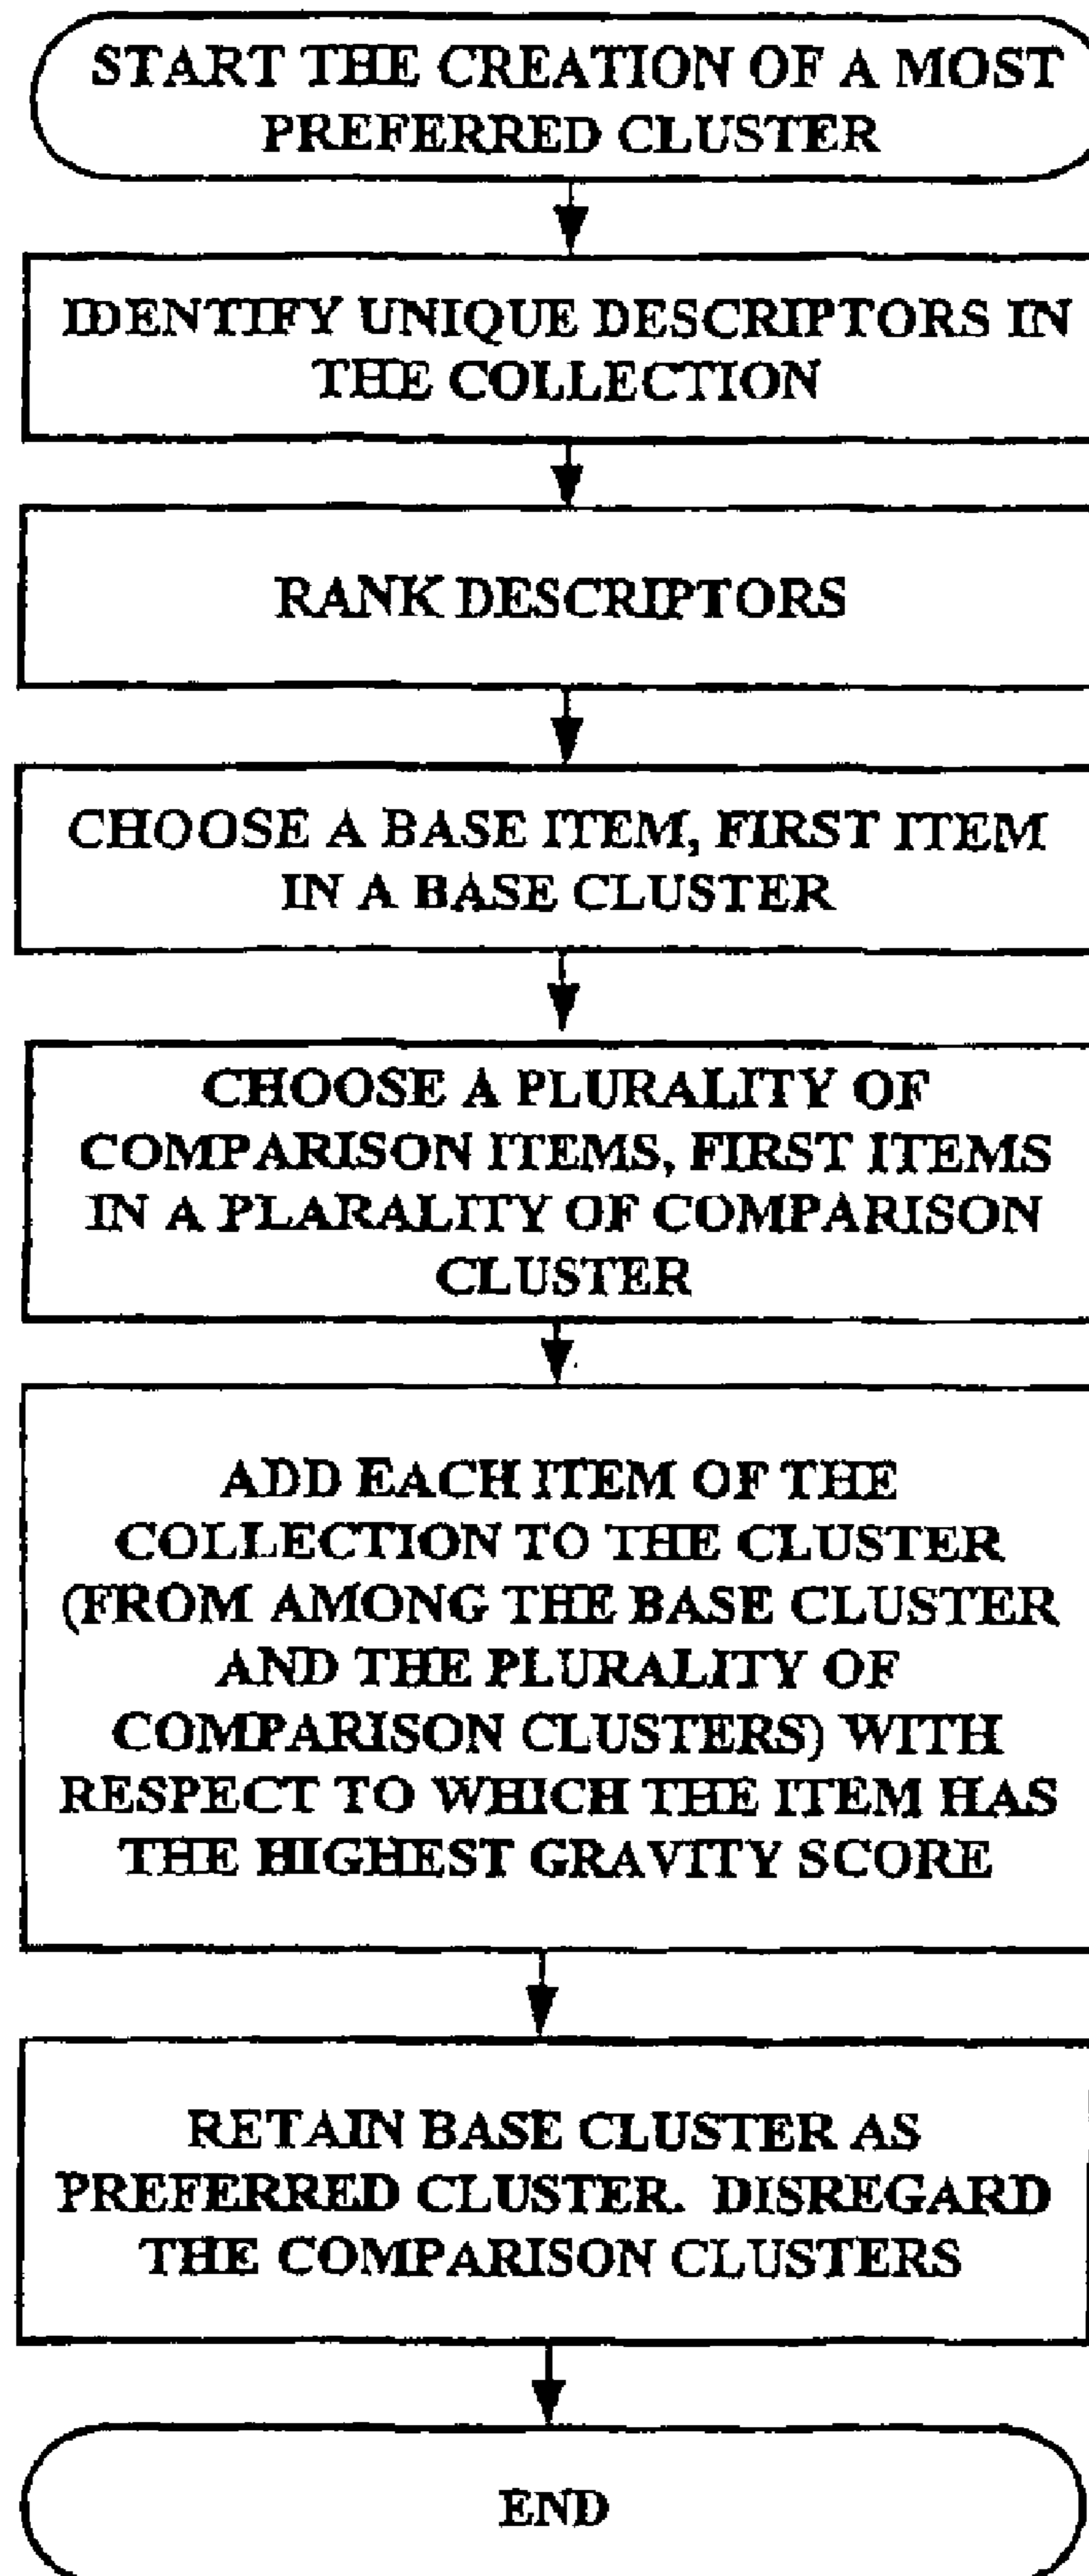 START THE CREATION OF A MOST
PREFERRED CLUSTER
IDENTIFY UNIQUE DESCRIPTORS IN
THE COLLECTION
RANK DESCRIPTORS
CHOOSE A BASE ITEM, FIRST ITEM
IN A BASE CLUSTER
CHOOSE A PLURALITY OF
COMPARISON ITEMS, FIRST ITEMS
IN A PLARALITY OF COMPARISON
CLUSTER
ADD EACH ITEM OF THE
COLLECTION TO THE CLUSTER
(FROM AMONG THE BASE CLUSTER
AND THE PLURALITY OF
COMPARISON CLUSTERS) WITH
RESPECT TO WHICH THE ITEM HAS
THE HIGHEST GRAVITY SCORE
RETAIN BASE CLUSTER AS
PREFERRED CLUSTER. DISREGARD
THE COMPARISON CLUSTERS
END